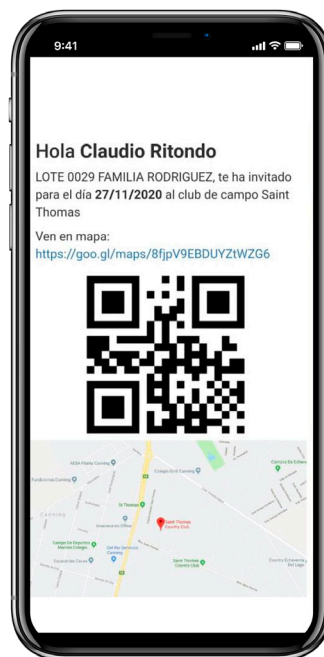 9:41
Hola Claudio Ritondo
LOTE 0029 FAMILIA RODRIGUEZ, te ha invitado
para el día 27/11/2020 al club de campo Saint
Thomas
Ven en mapa:
https://goo.gl/maps/8fjpV9EBDUYZtWZG6
Canning
Saint Thomas
Country Club